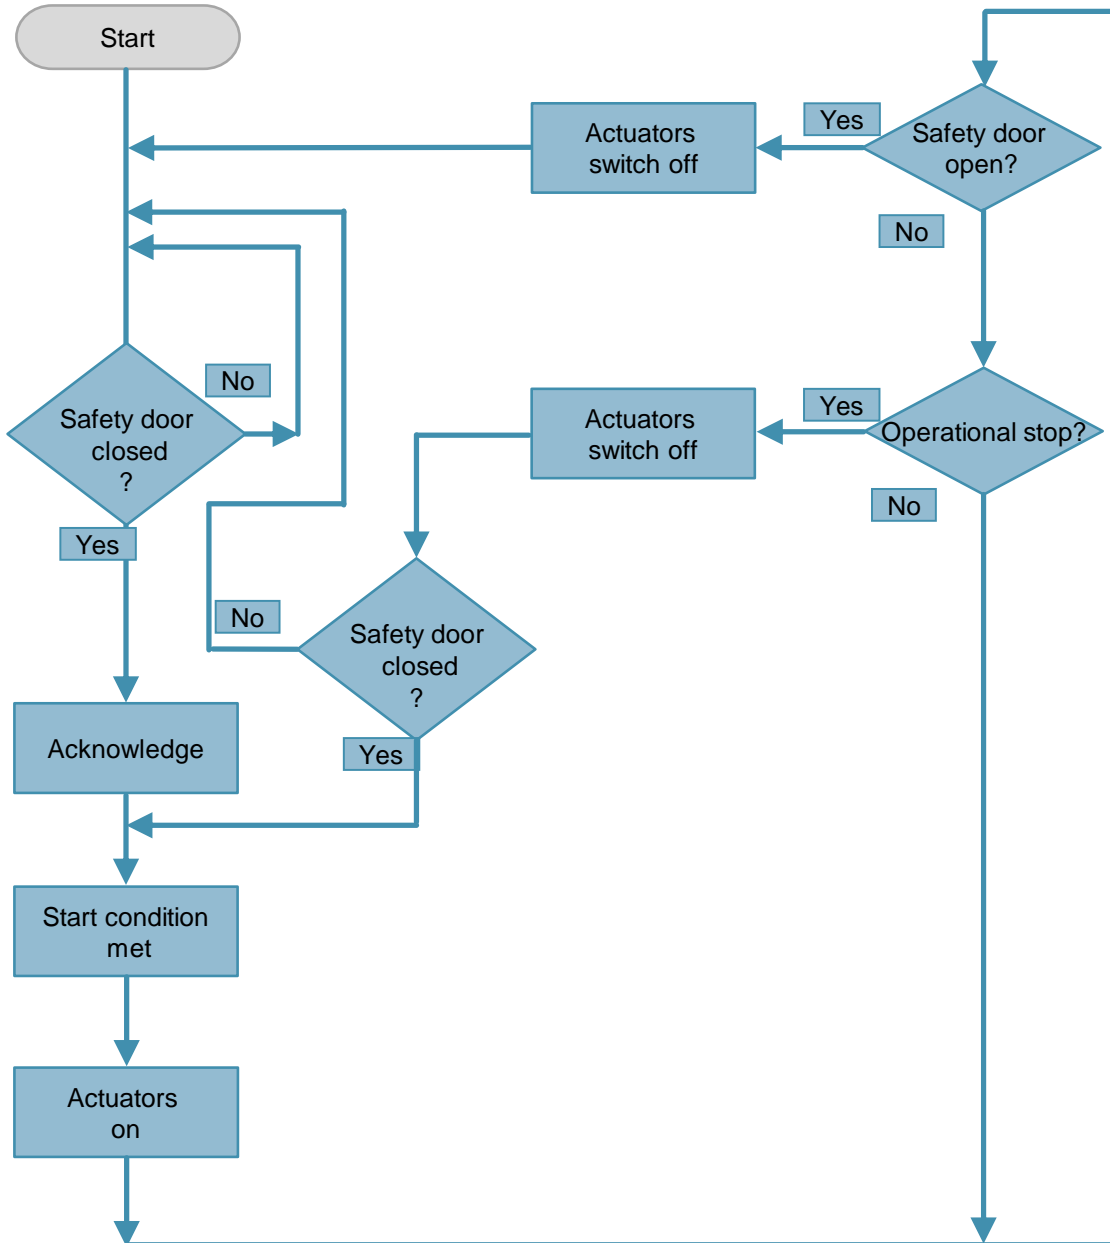 Start
Actuators
switch off
Yes
Safety door
open?
No
No
Safety door
closed
?
Actuators
switch off
Yes
Operational stop?
No
Yes
No
Safety door
closed
?
Acknowledge
Yes
Start condition
met
Actuators
on